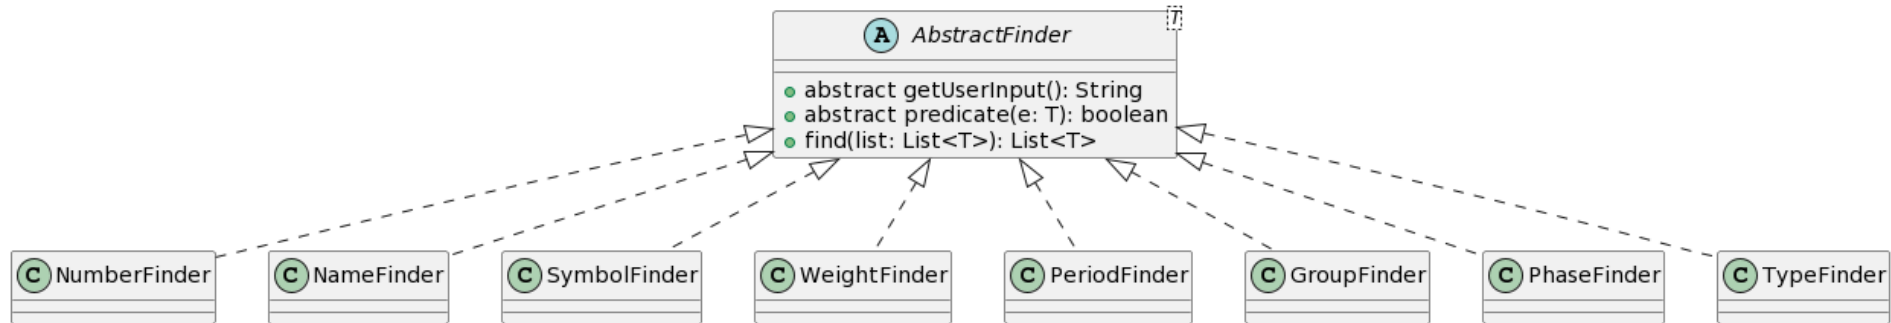 T
A AbstractFinder
abstract getUserInput(): String
abstract predicate(e: T): boolean
find(list: List<T>): List<T>
C NumberFinder
C NameFinder
C SymbolFinder
C WeightFinder
C PeriodFinder
C GroupFinder
C PhaseFinder
C TypeFinder